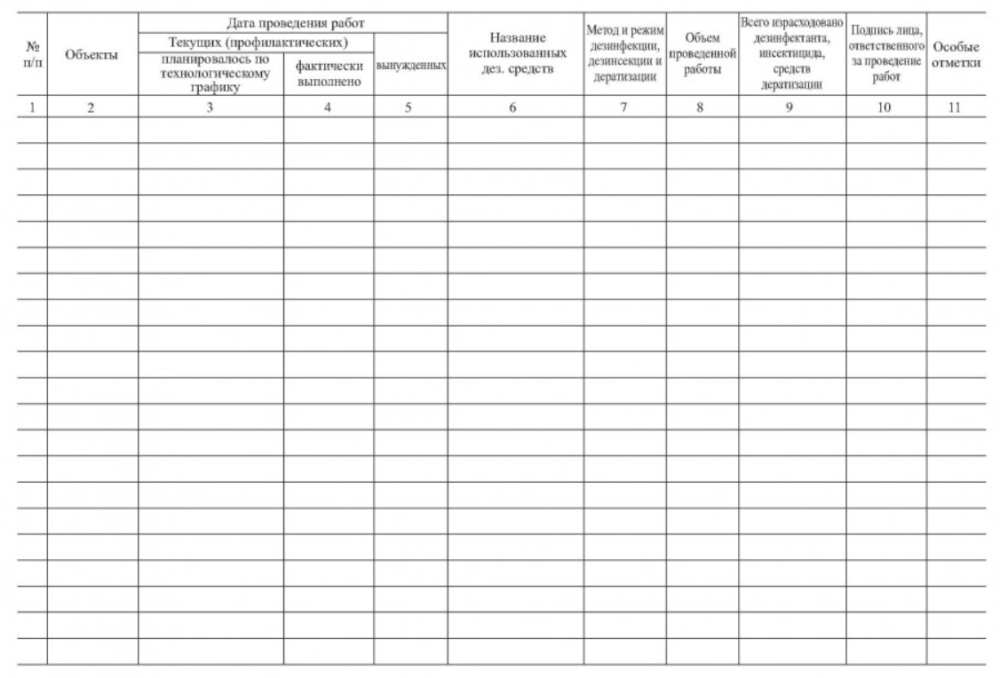 №
п/п
Объекты
Дата проведения работ
Текущих (профилактических)
планировалось по
технологическому
графику
фактически
выполнено
вынужденных
Название
использованных
дез. средств
Метод и режим
дезинфекции,
дезинсекции и
дератизации
Объем
проведенной
работы
Всего израсходовано
дезинфектанта,
инсектицида,
средств
дератизации
Подпись лица,
ответственного
за проведение
работ
Особые
отметки
1 2 3 4 5 6 7 8 9 10 11